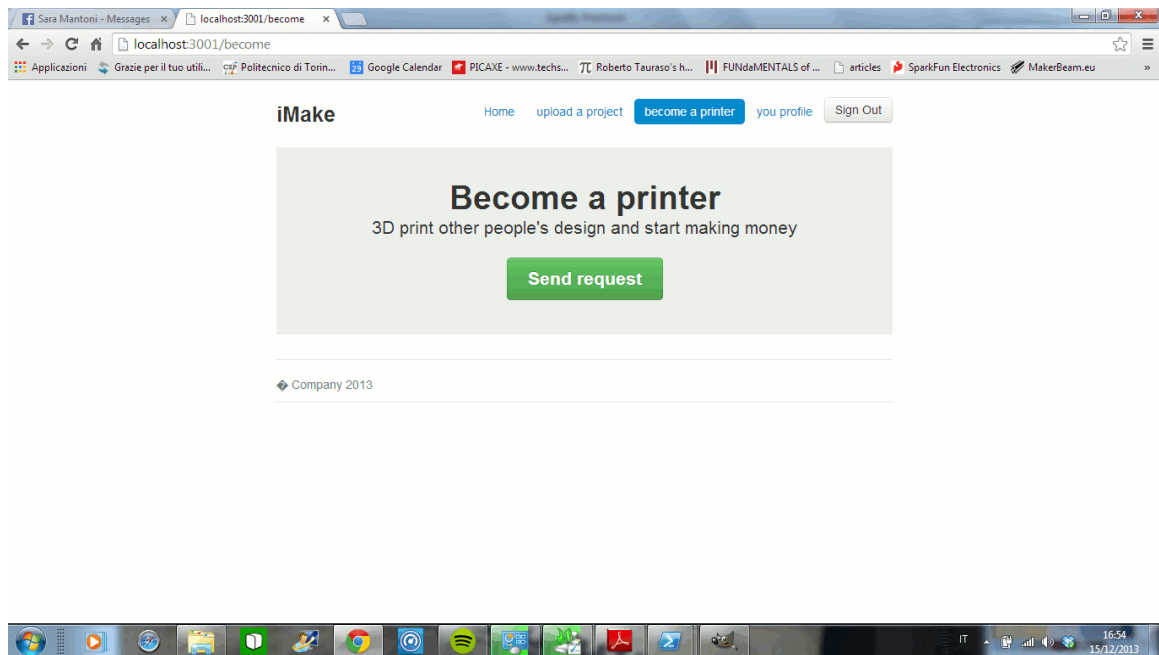 Sara Mantoni - Messages
localhost:3001/become
localhost:3001/become
Applicazioni Grazie per il tuo utili... CSP Politecnico di Torin... 29 Google Calendar PICAXE - www.techs... π Roberto Tauraso's h... FUNdaMENTALS of ... articles SparkFun Electronics MakerBeam.eu »
iMake Home upload a project become a printer you profile Sign Out
Become a printer
3D print other people's design and start making money
Send request
� Company 2013
IT 16:54
15/12/2013